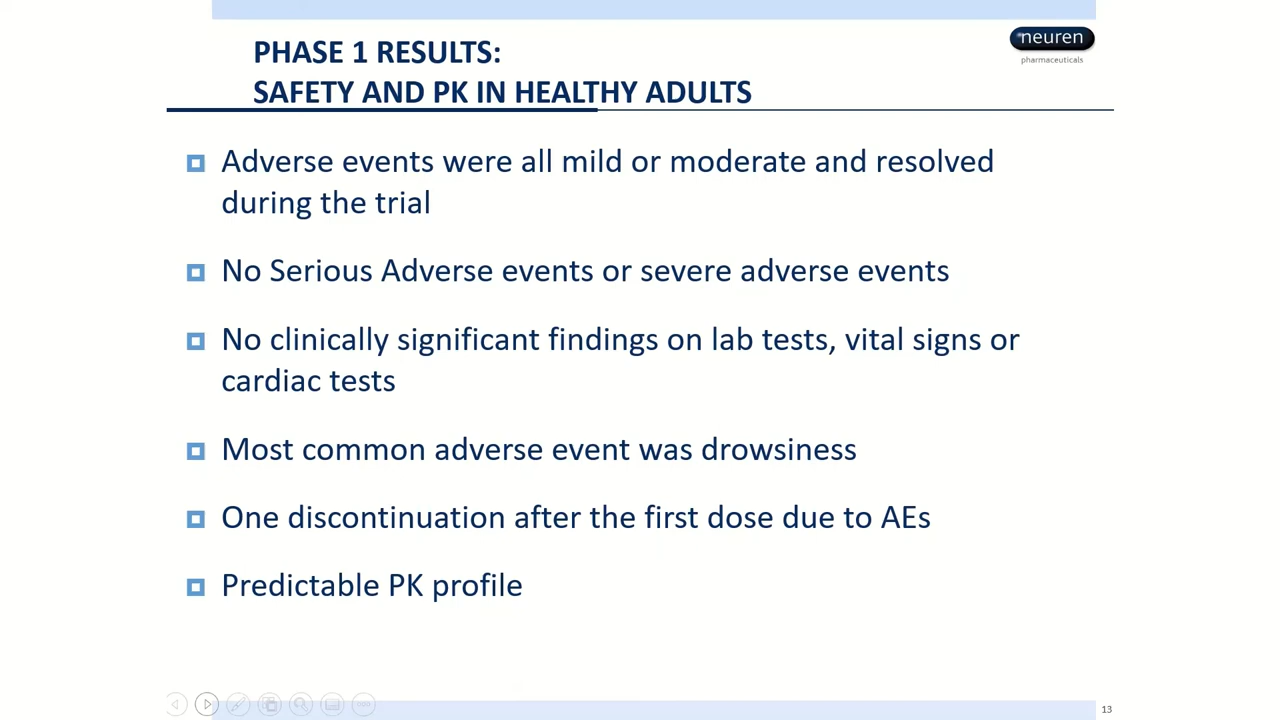 PHASE 1 RESULTS:
SAFETY AND PK IN HEALTHY ADULTS
neuren
pharmaceuticals
Adverse events were all mild or moderate and resolved
during the trial
No Serious Adverse events or severe adverse events
No clinically significant findings on lab tests, vital signs or
cardiac tests
Most common adverse event was drowsiness
One discontinuation after the first dose due to AEs
Predictable PK profile
13